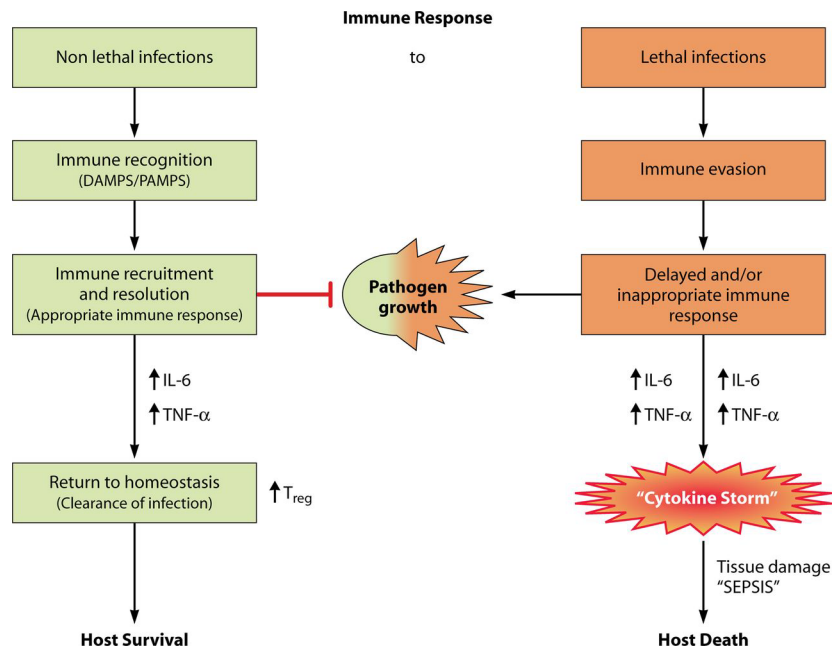 Immune Response
to
Non lethal infections
Immune recognition
(DAMPS/PAMPS)
Immune recruitment
and resolution
(Appropriate immune response)
↑ IL-6
↑ TNF-α
Return to homeostasis
(Clearance of infection)
↑ Treg
Host Survival
Pathogen
growth
Lethal infections
Immune evasion
Delayed and/or
inappropriate immune
response
↑ IL-6 ↑ IL-6
↑ TNF-α ↑ TNF-α
“Cytokine Storm”
Tissue damage
“SEPSIS”
Host Death